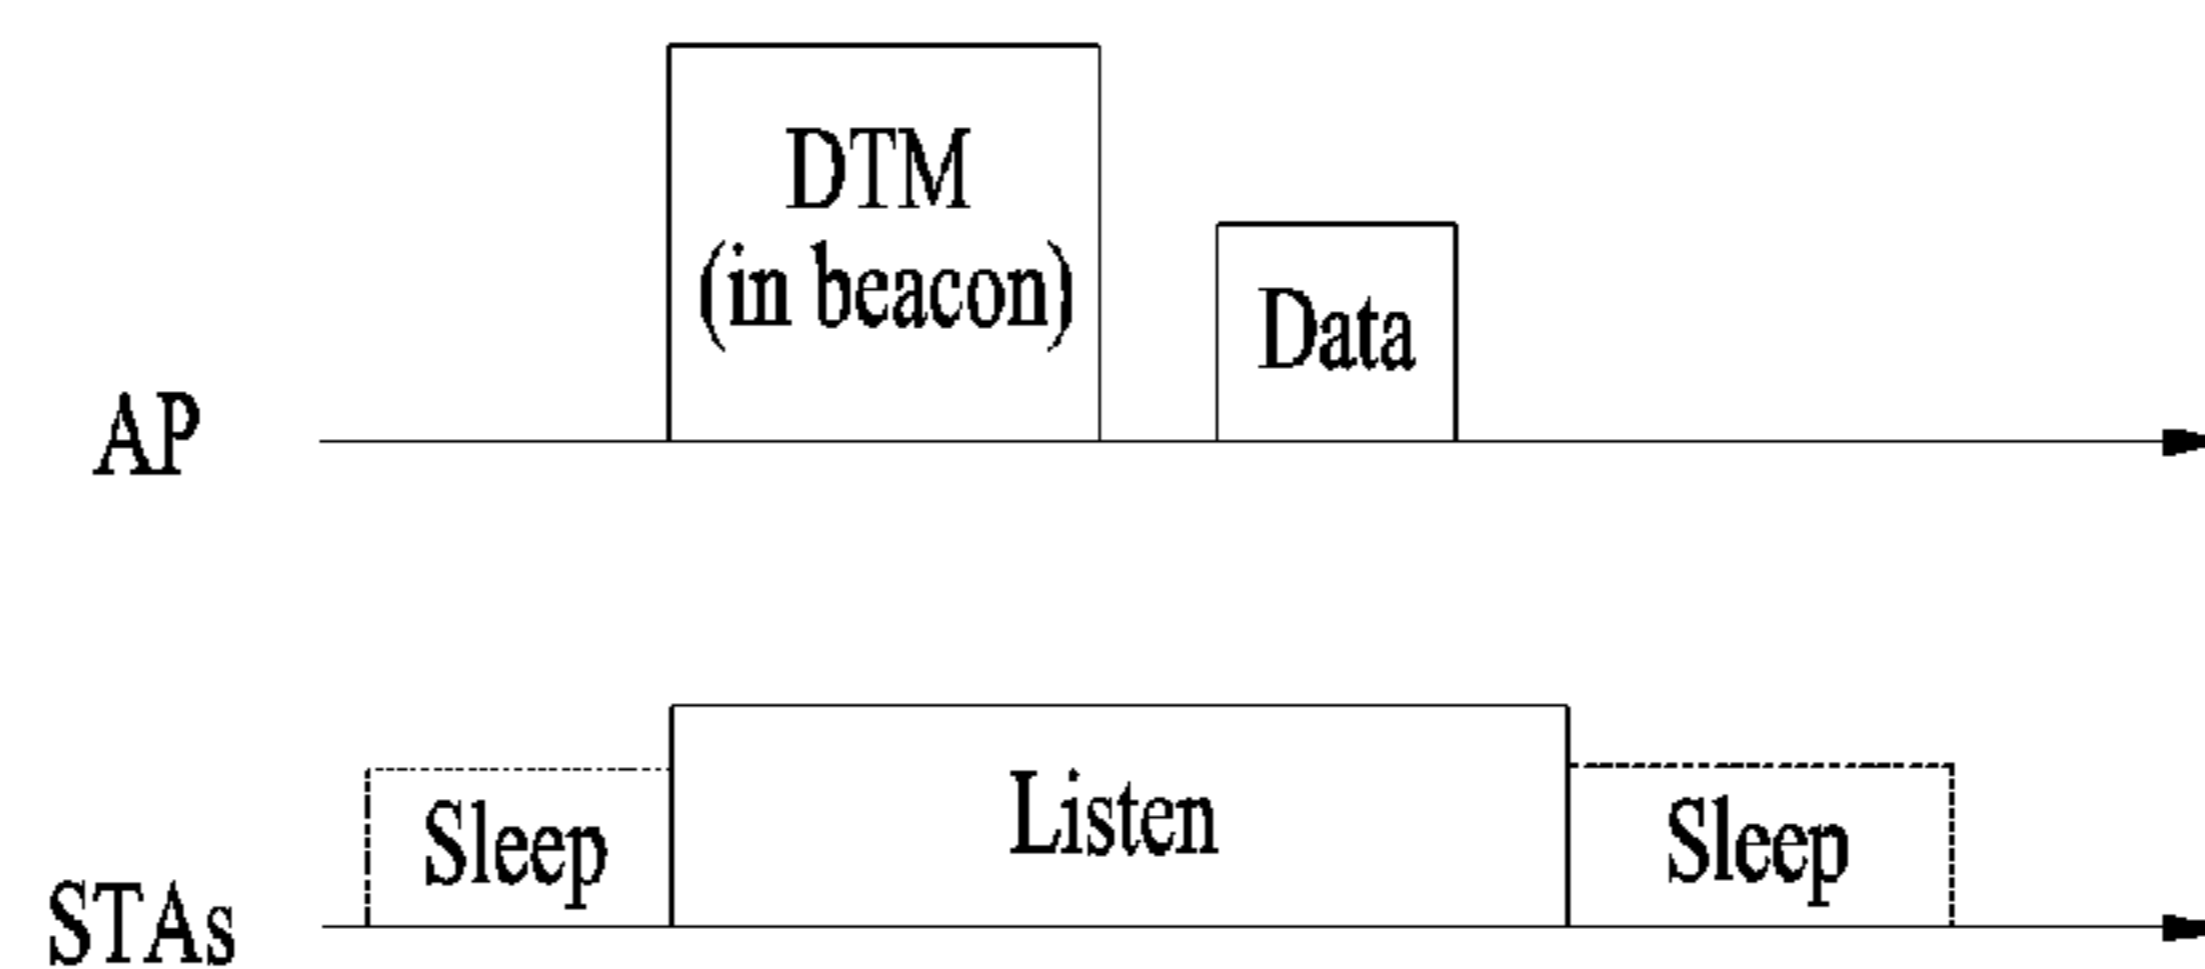 DTM
(in beacon)
Data
AP
Listen
Sleep
Sleep
STAs